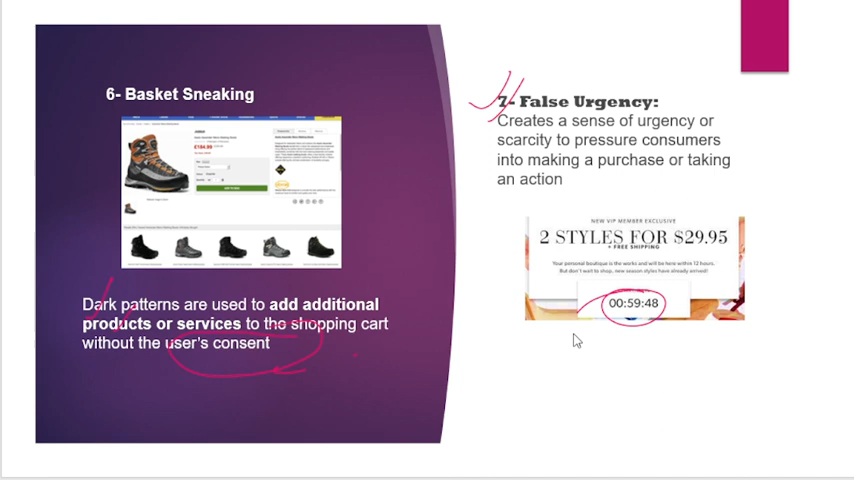 6- Basket Sneaking
£184.99
Dark patterns are used to add additional
products or services to the shopping cart
without the user's consent
7- False Urgency:
Creates a sense of urgency or
scarcity to pressure consumers
into making a purchase or taking
an action
NEW VIP MEMBER EXCLUSIVE
2 STYLES FOR $29.95
+ FREE SHIPPING
Your personal boutique is the works and will be here within 12 hours.
But don't wait to shop, new season styles have already arrived!
00:59:48